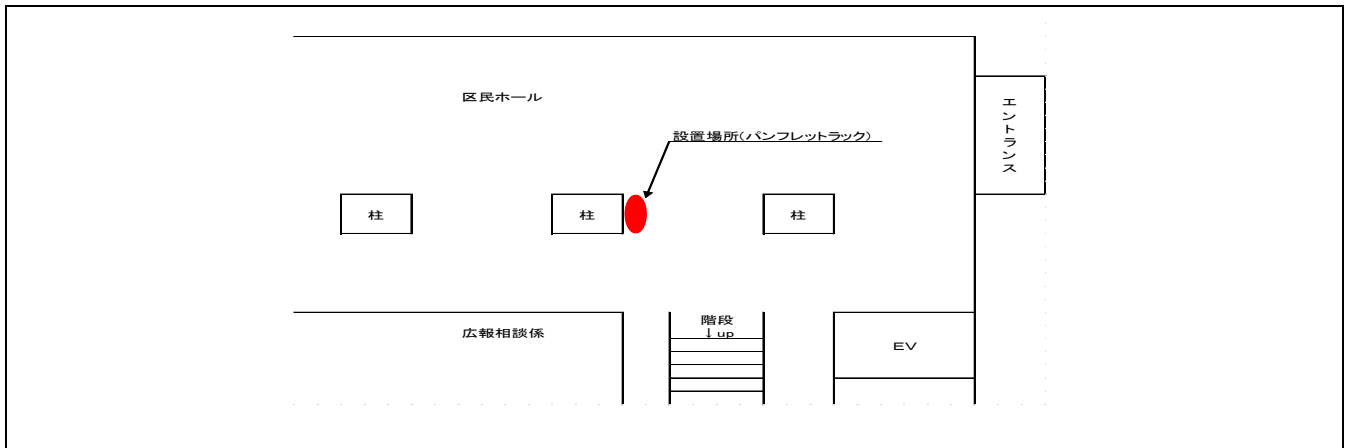 区民ホール
エントランス
設置場所(パンフレットラック)
柱
柱
柱
広報相談係
階段
↓up
EV